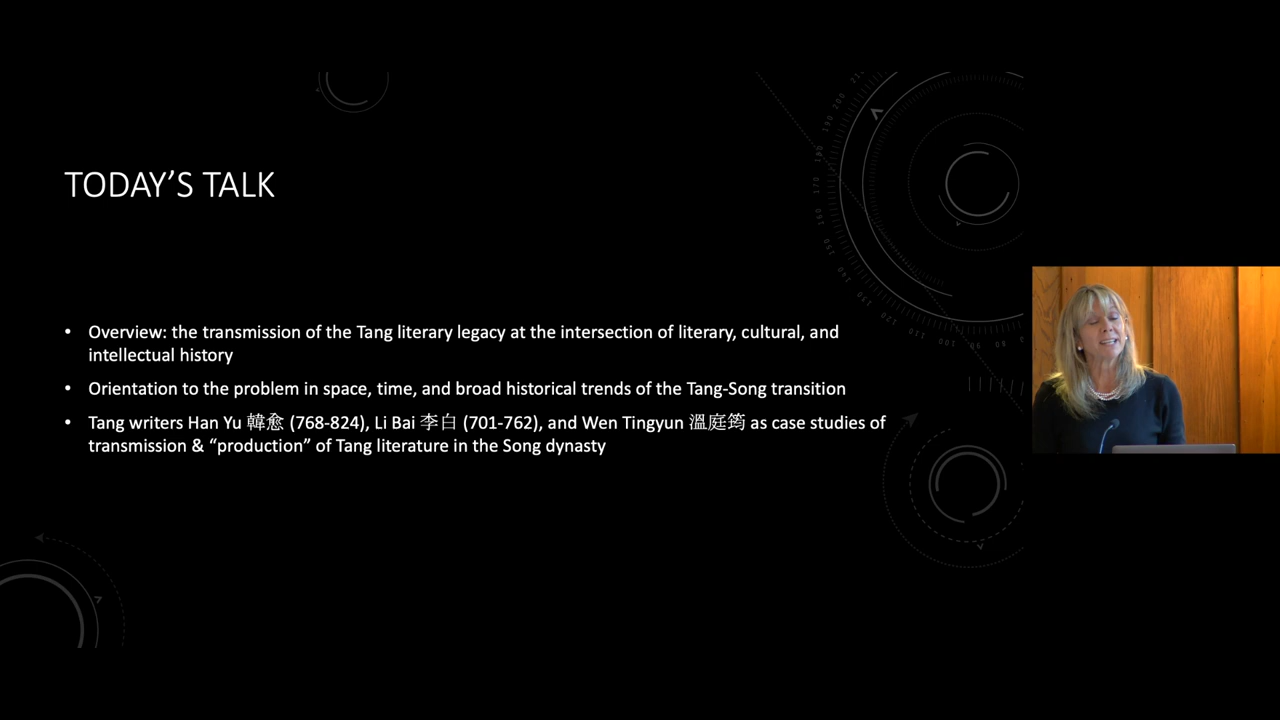 TODAY’S TALK
• Overview: the transmission of the Tang literary legacy at the intersection of literary, cultural, and
intellectual history
• Orientation to the problem in space, time, and broad historical trends of the Tang-Song transition
• Tang writers Han Yu 韓愈 (768-824), Li Bai 李白 (701-762), and Wen Tingyun 溫庭筠 as case studies of
transmission & “production” of Tang literature in the Song dynasty